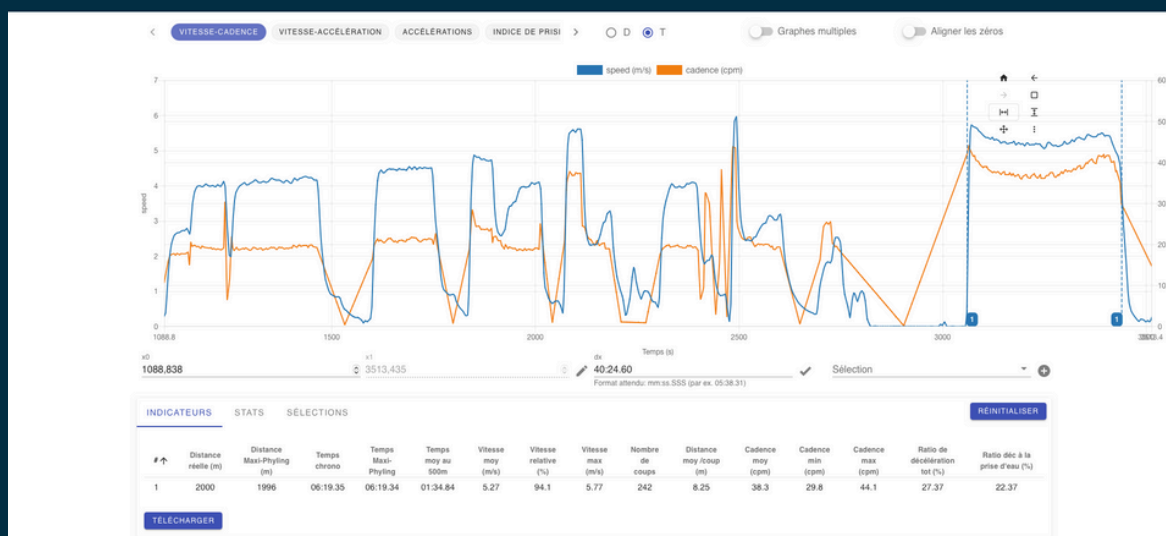 VITESSE-CADENCE VITESSE-ACCÉLÉRATION ACCÉLÉRATIONS INDICE DE PRISI D T Graphes multiples Aligner les zéros
speed (m/s) cadence (cpm)
7
60
6
50
5
40
4
30
3
20
2
10
1
0
0
speed
1 1
1088.8 1500 2000 2500 3000
Temps (s)
x0 x1 dx
1088,838 3513,435 40:24.60 Sélection
Format attendu: mm:ss.SSS (par ex. 05:38.31)
INDICATEURS STATS SÉLECTIONS RÉINITIALISER
# Distance réelle (m) Distance Maxi-Phyling (m) Temps chrono Temps Maxi-Phyling Temps moy au 500m Vitesse moy (m/s) Vitesse relative (%) Vitesse max (m/s) Nombre de coups Distance moy /coup (m) Cadence moy (cpm) Cadence min (cpm) Cadence max (cpm) Ratio de décélération tot (%) Ratio déc à la prise d'eau (%)
1 2000 1996 06:19.35 06:19.34 01:34.84 5.27 94.1 5.77 242 8.25 38.3 29.8 44.1 27.37 22.37
TÉLÉCHARGER